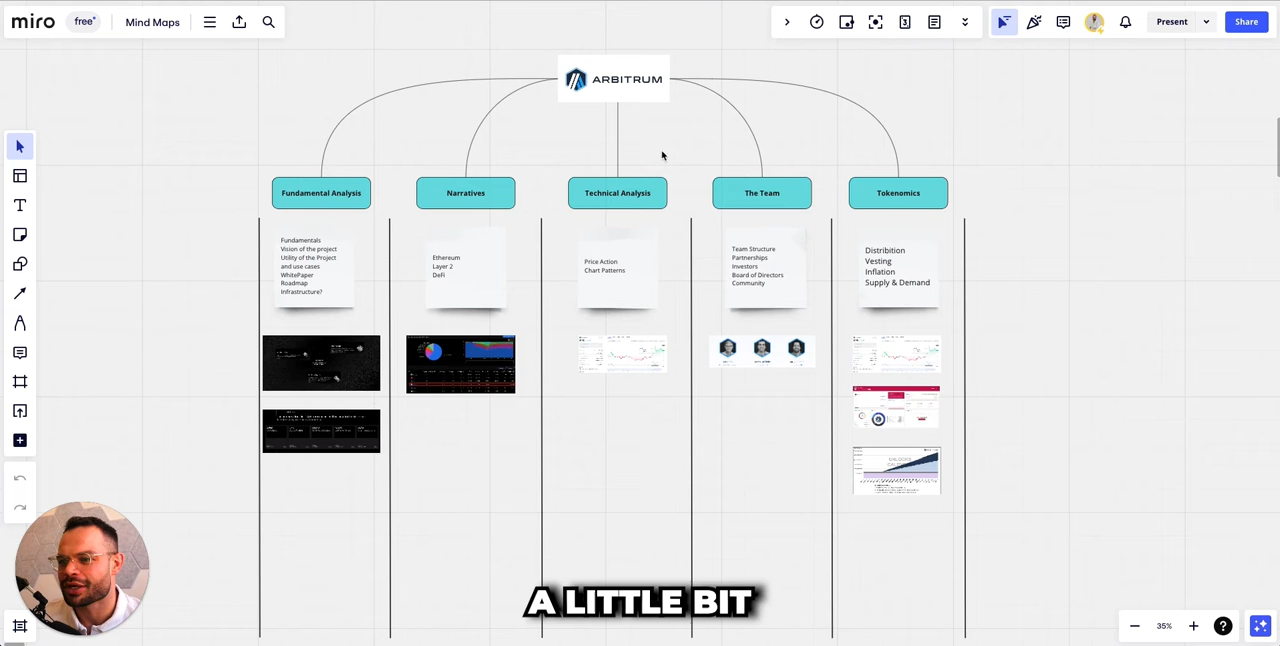 miro
free
Mind Maps
Present
Share
ARBITRUM
Fundamental Analysis
Narratives
Technical Analysis
The Team
Tokenomics
Fundamentals
Vision of the project
Utility of the Project
and use cases
WhitePaper
Roadmap
Infrastructure?
Ethereum
Layer 2
DeFi
Price Action
Chart Patterns
Team Structure
Partnerships
Investors
Board of Directors
Community
Distribition
Vesting
Inflation
Supply & Demand
A LITTLE BIT
35%